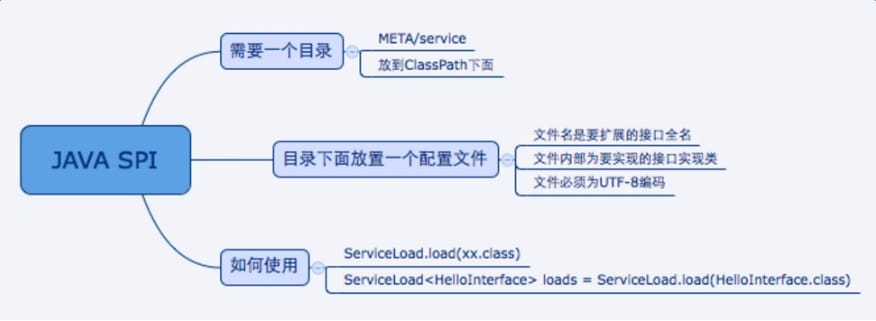 JAVA SPI
需要一个目录
META/service
放到ClassPath下面
目录下面放置一个配置文件
文件名是要扩展的接口全名
文件内部为要实现的接口实现类
文件必须为UTF-8编码
如何使用
ServiceLoad.load(xx.class)
ServiceLoad<HelloInterface> loads = ServiceLoad.load(HelloInterface.class)